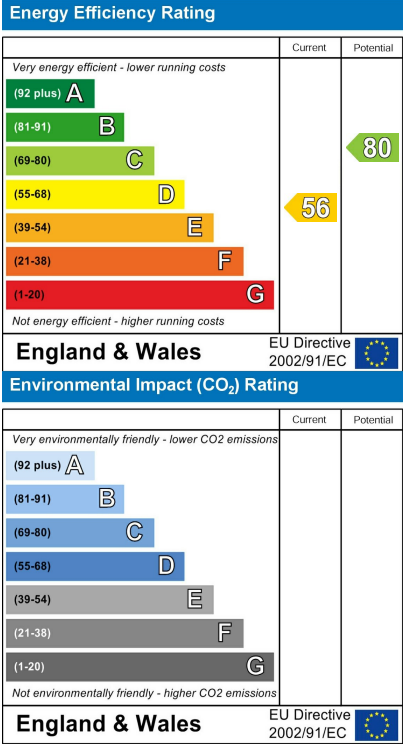 Energy Efficiency Rating
Current Potential
Very energy efficient - lower running costs
(92 plus) A
(81-91) B
(69-80) C
80
(55-68) D
56
(39-54) E
(21-38) F
(1-20) G
Not energy efficient - higher running costs
England & Wales
EU Directive
2002/91/EC
Environmental Impact (CO₂) Rating
Current Potential
Very environmentally friendly - lower CO2 emissions
(92 plus) A
(81-91) B
(69-80) C
(55-68) D
(39-54) E
(21-38) F
(1-20) G
Not environmentally friendly - higher CO2 emissions
England & Wales
EU Directive
2002/91/EC